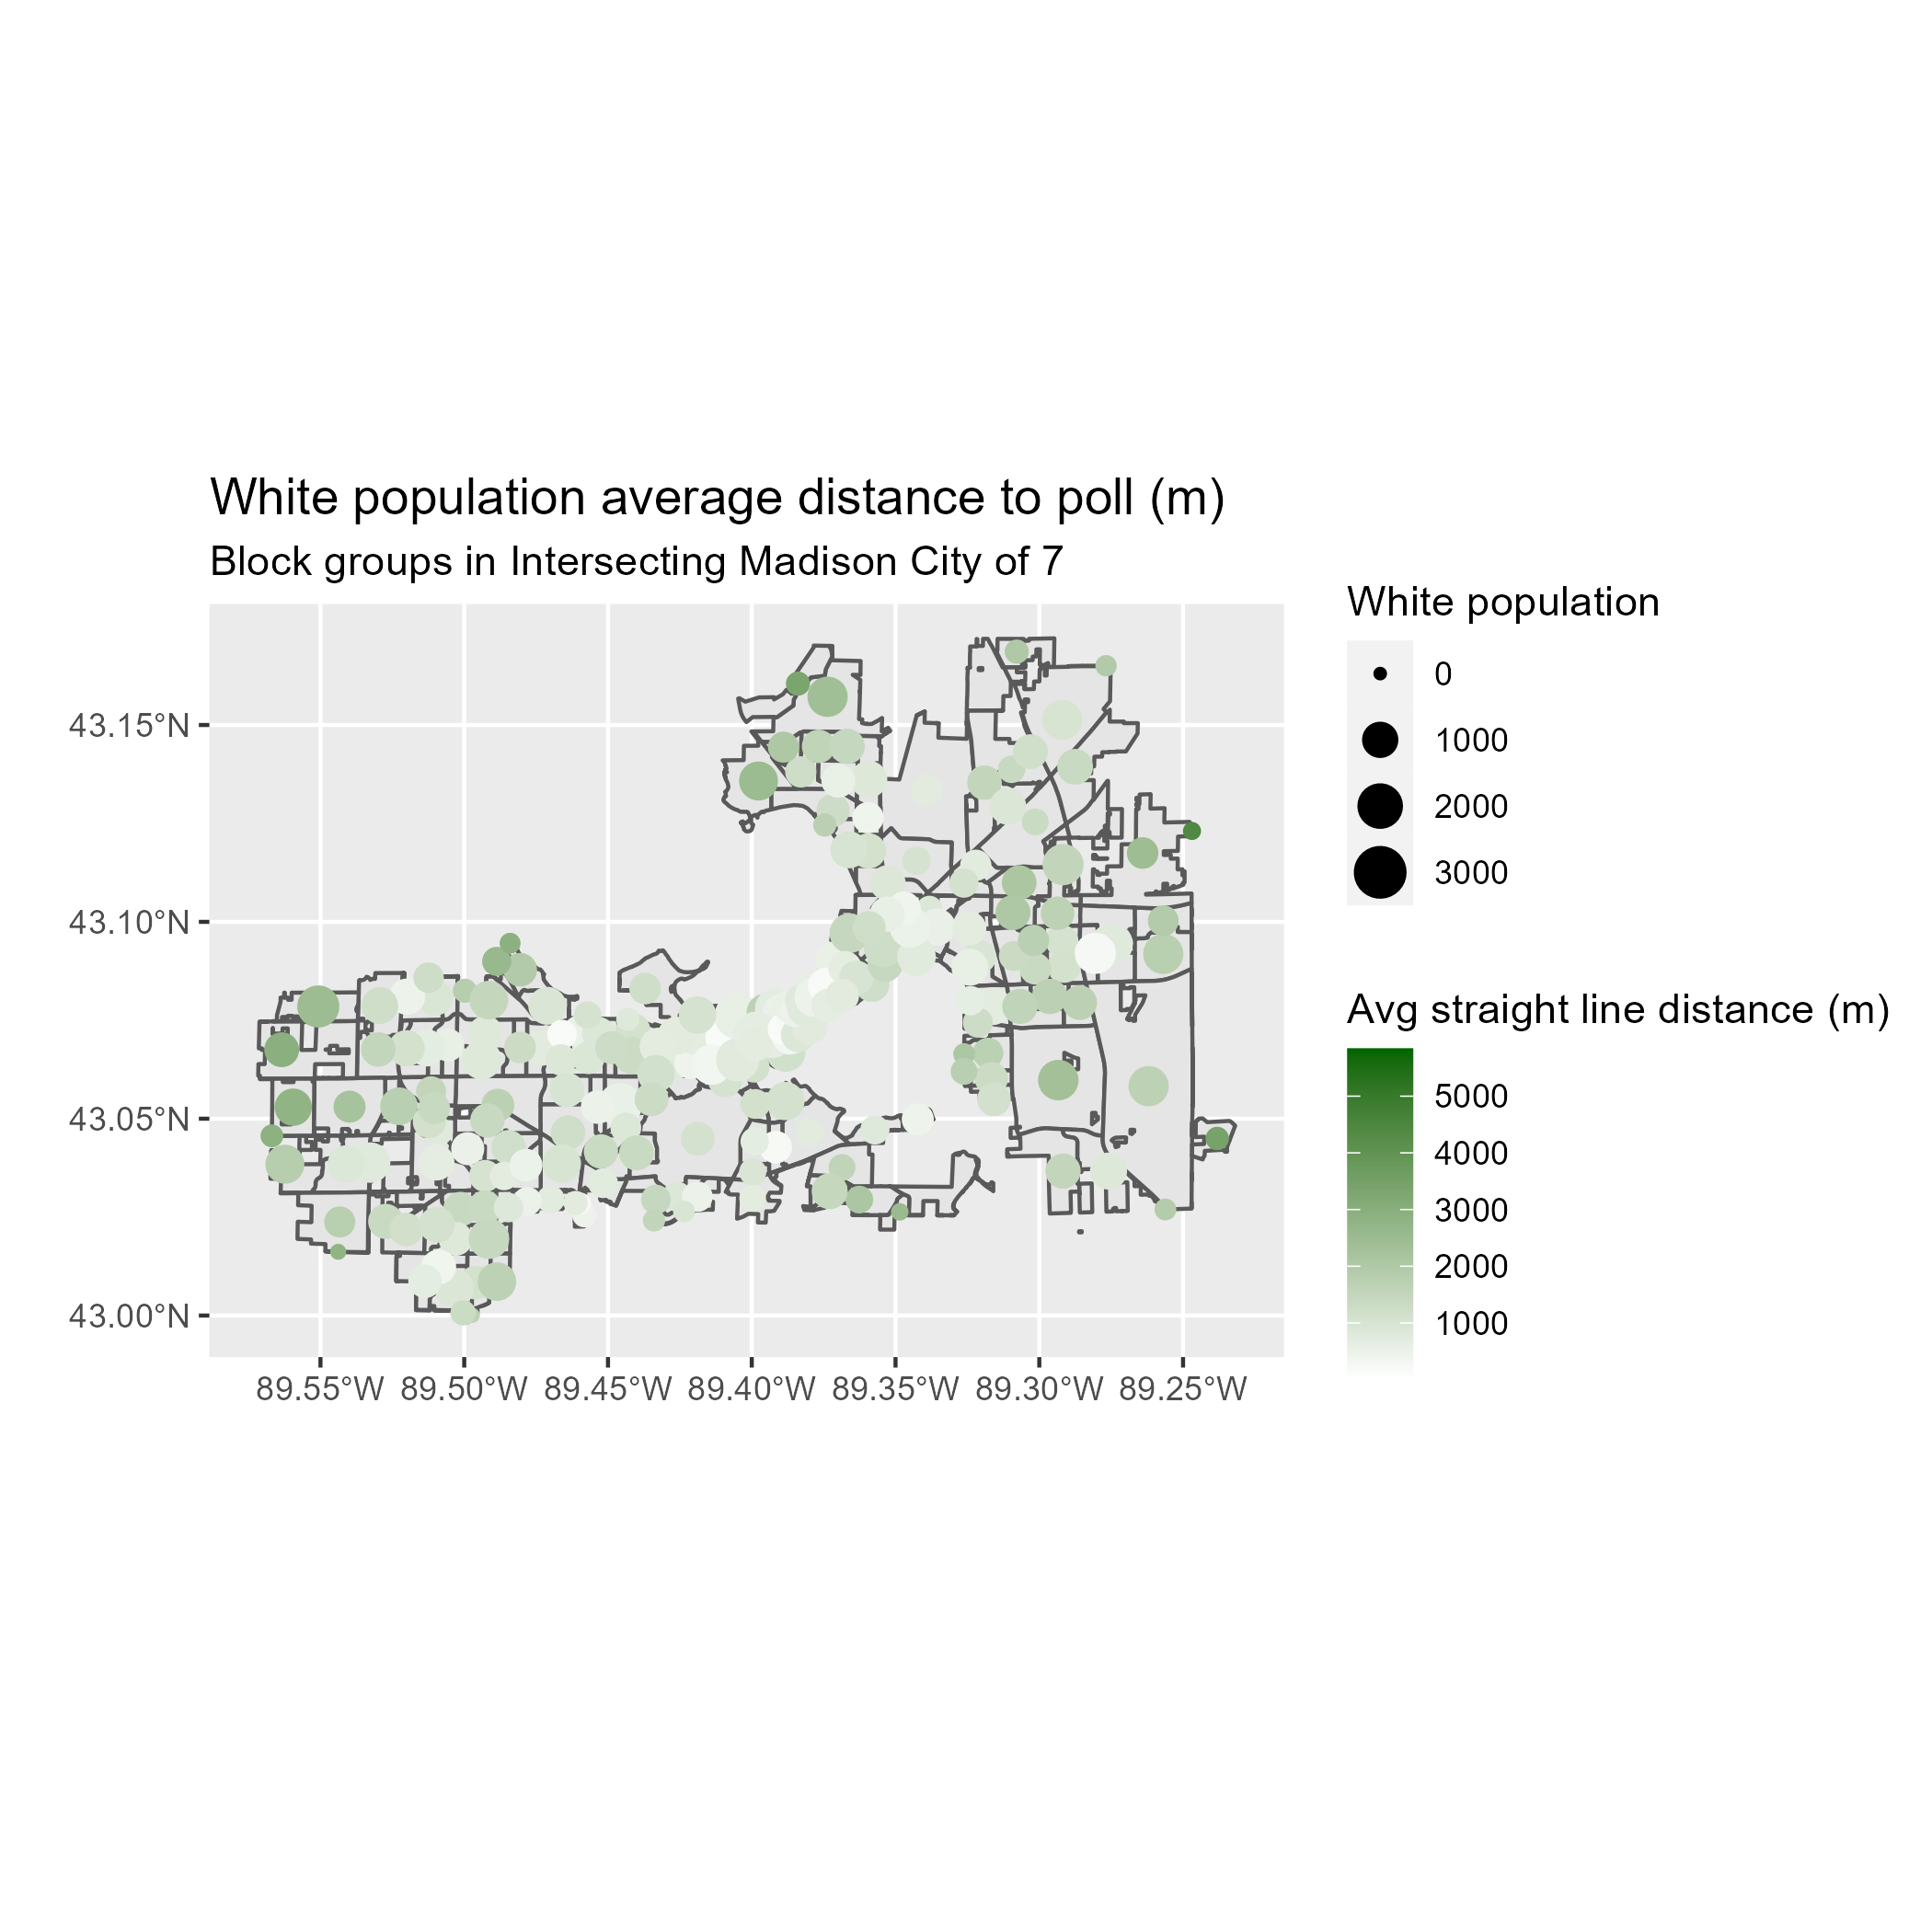 White population average distance to poll (m)
Block groups in Intersecting Madison City of 7
White population
0
1000
2000
3000
Avg straight line distance (m)
5000
4000
3000
2000
1000
43.15°N
43.10°N
43.05°N
43.00°N
89.55°W 89.50°W 89.45°W 89.40°W 89.35°W 89.30°W 89.25°W